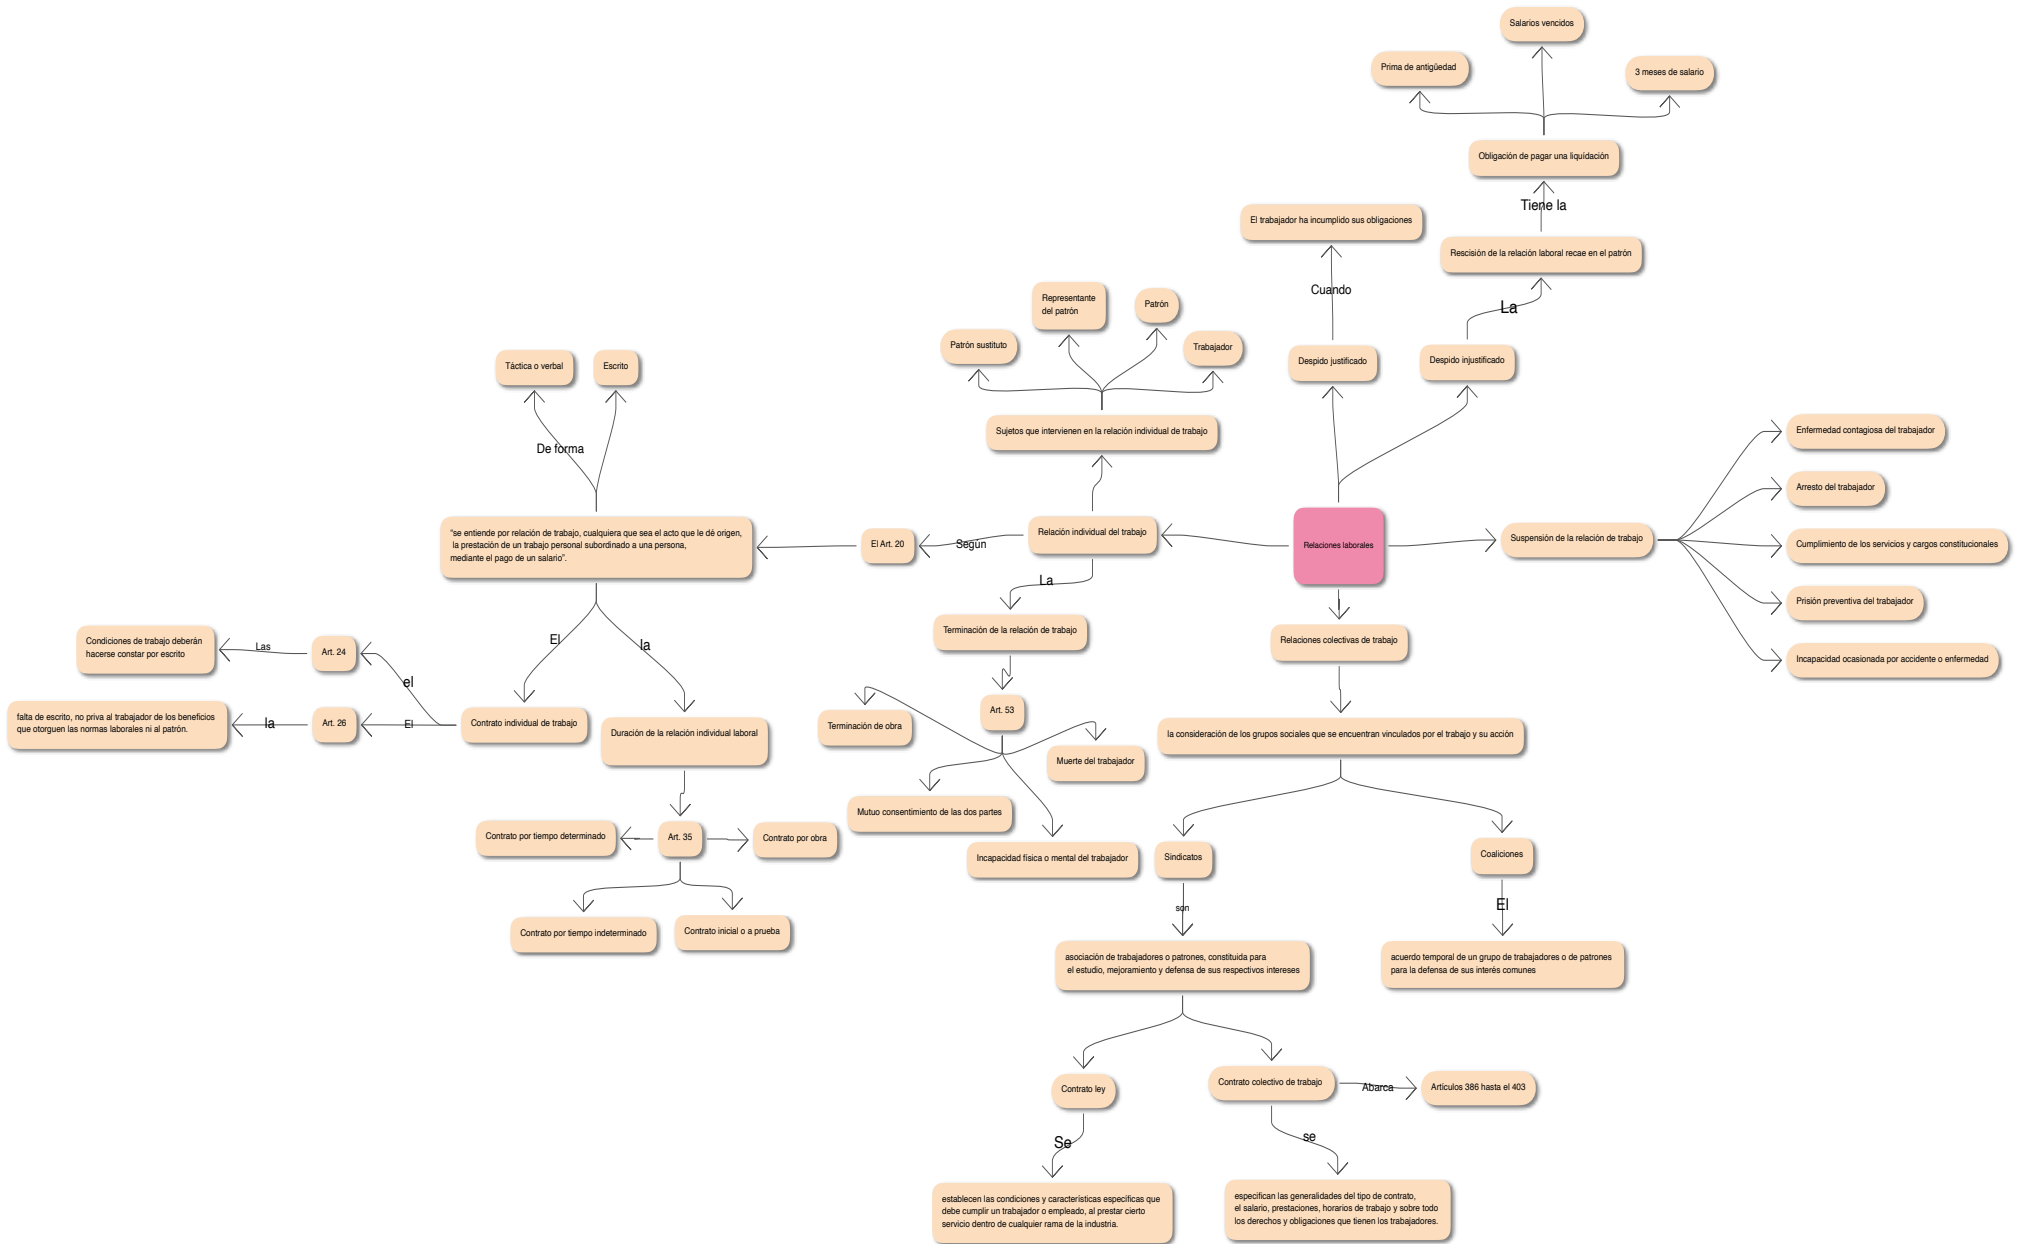 Salarios vencidos
Prima de antigüedad
3 meses de salario
Obligación de pagar una liquídación
Tiene la
El trabajador ha incumplido sus obligaciones
Rescisión de la relación laboral recae en el patrón
Cuando
La
Representante
del patrón
Patrón
Patrón sustituto
Trabajador
Despido justificado
Despido injustificado
Táctica o verbal
Escrito
De forma
Sujetos que intervienen en la relación individual de trabajo
Enfermedad contagiosa del trabajador
Arresto del trabajador
"se entiende por relación de trabajo, cualquiera que sea el acto que le dé origen,
la prestación de un trabajo personal subordinado a una persona,
mediante el pago de un salario".
El Art. 20
Según
Relación individual del trabajo
Relaciones laborales
Suspensión de la relación de trabajo
Cumplimiento de los servicios y cargos constitucionales
Prisión preventiva del trabajador
Incapacidad ocasionada por accidente o enfermedad
La
Terminación de la relación de trabajo
Relaciones colectivas de trabajo
El
la
Condiciones de trabajo deberán
hacerse constar por escrito
Las
Art. 24
el
falta de escrito, no priva al trabajador de los beneficios
que otorguen las normas laborales ni al patrón.
la
Art. 26
El
Contrato individual de trabajo
Duración de la relación individual laboral
Terminación de obra
Art. 53
Muerte del trabajador
la consideración de los grupos sociales que se encuentran vinculados por el trabajo y su acción
Mutuo consentimiento de las dos partes
Incapacidad física o mental del trabajador
Contrato por tiempo determinado
Art. 35
Contrato por obra
Contrato por tiempo indeterminado
Contrato inicial o a prueba
Sindicatos
Coaliciones
son
El
asociación de trabajadores o patrones, constituida para
el estudio, mejoramiento y defensa de sus respectivos intereses
acuerdo temporal de un grupo de trabajadores o de patrones
para la defensa de sus interés comunes
Contrato ley
Contrato colectivo de trabajo
Abarca
Artículos 386 hasta el 403
Se
se
establecen las condiciones y características específicas que
debe cumplir un trabajador o empleado, al prestar cierto
servicio dentro de cualquier rama de la industria.
especifican las generalidades del tipo de contrato,
el salario, prestaciones, horarios de trabajo y sobre todo
los derechos y obligaciones que tienen los trabajadores.